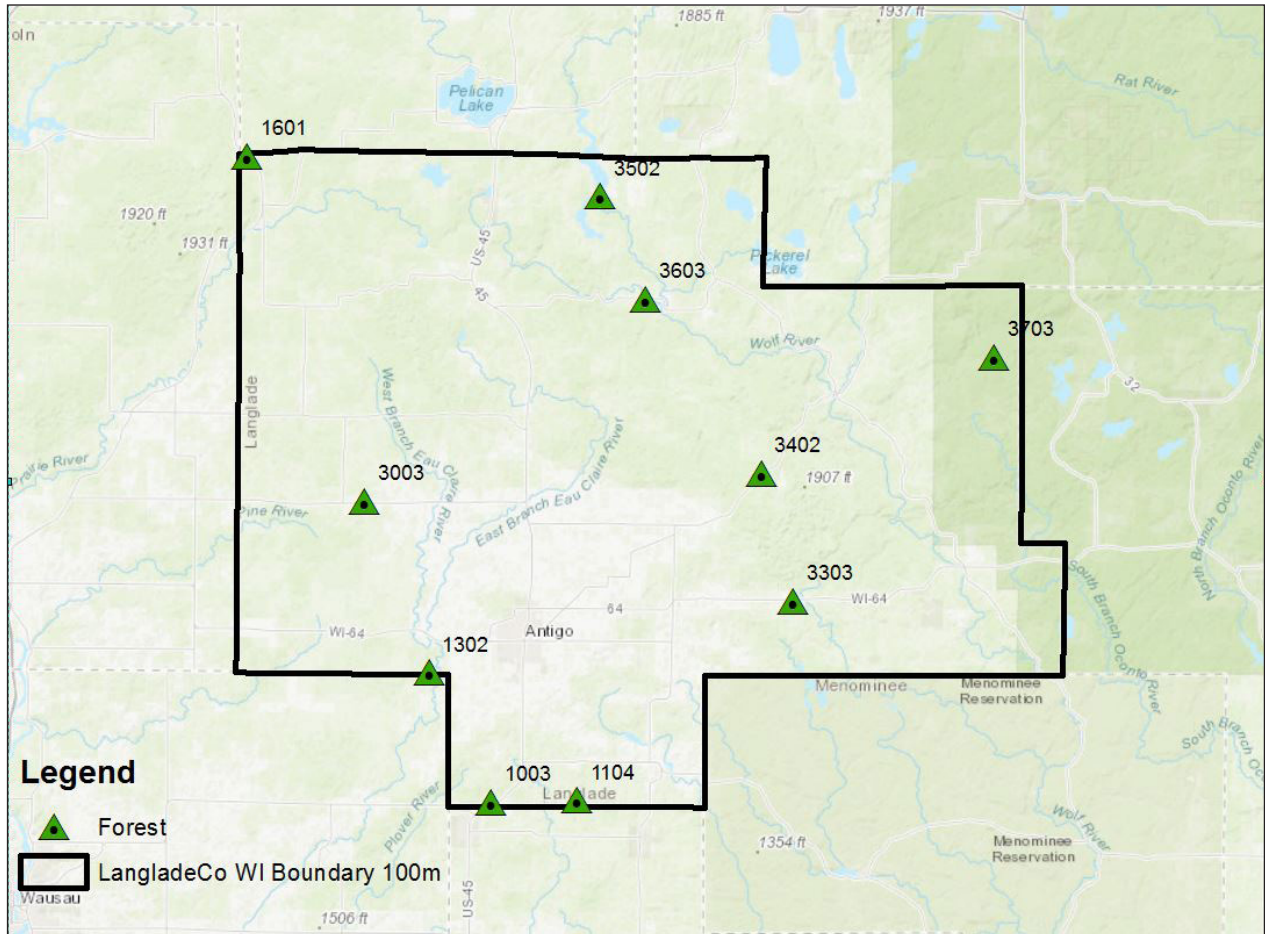 oln
1885 ft
1937 ft
Rat River
Pelican
Lake
1601
3502
1920 ft
1931 ft
US-45
Pickerel
Lake
3603
45
Wolf River
3703
32
Langlade
West Branch Eau Claire River
East Branch Eau Claire River
Prairie River
3402
1907 ft
3003
Pine River
North Branch Oconto River
South Branch Oconto River
3303
WI-64
64
WI-64
Antigo
1302
Menominee
Menominee
Reservation
South Branch Oco
Legend
1003
1104
Langlade
Plover River
Forest
Wolf River
1354 ft
Menominee
Reservation
LangladeCo WI Boundary 100m
Wausau
US-45
1506 ft